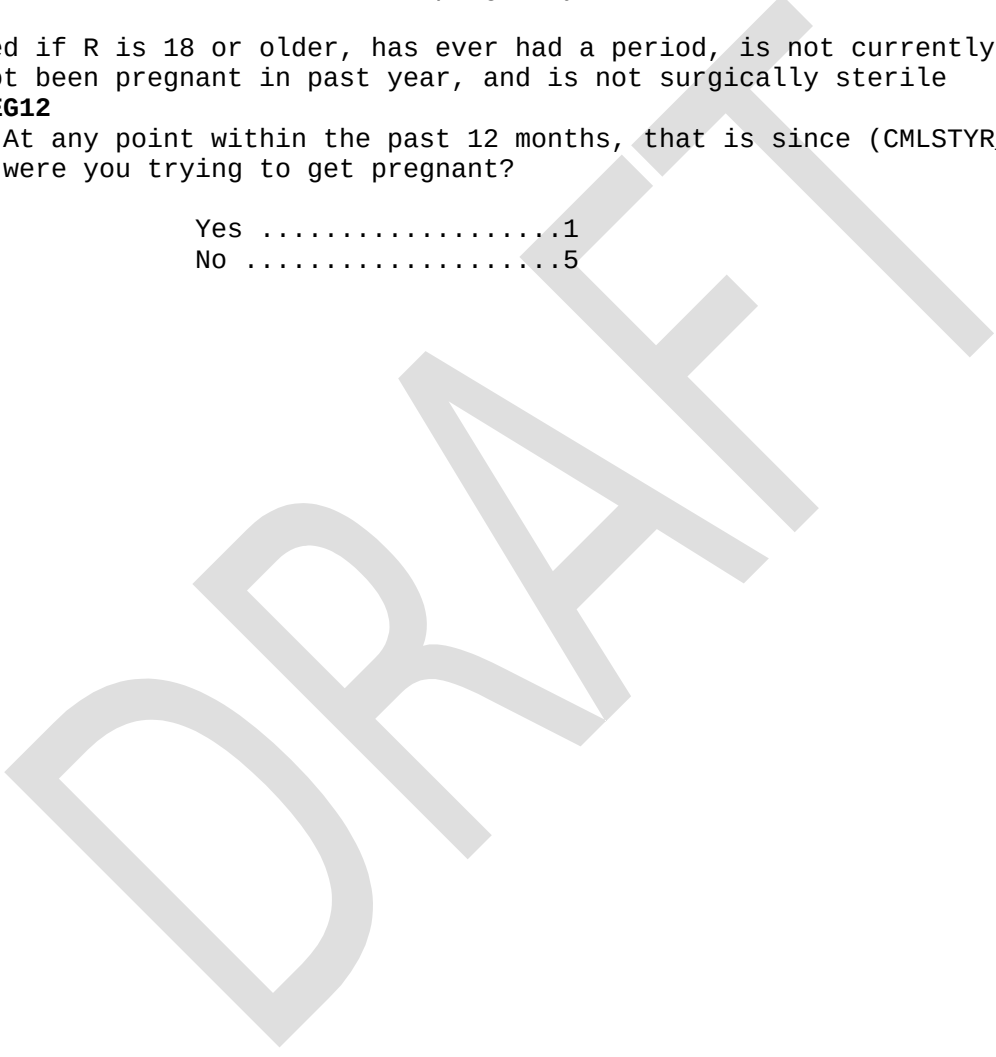 ed if R is 18 or older, has ever had a period, is not currently
ot been pregnant in past year, and is not surgically sterile
EG12
At any point within the past 12 months, that is since (CMLSTYR
were you trying to get pregnant?
Yes ...................1
No ....................5
DRAFT